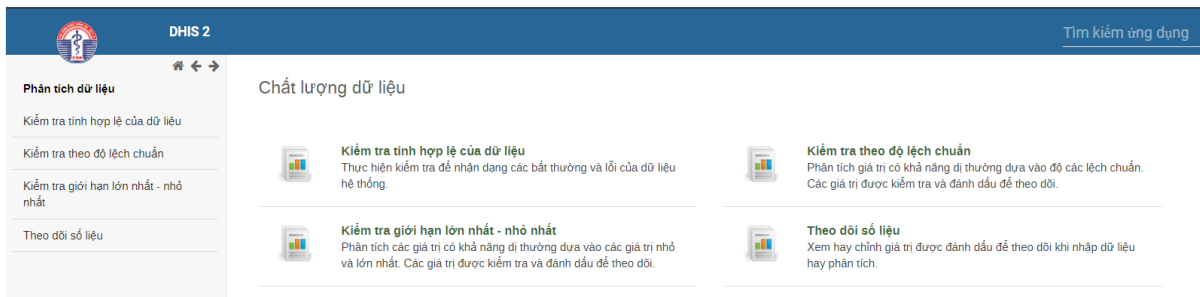 DHIS 2
Tìm kiếm ứng dụng
Phân tích dữ liệu
Kiểm tra tính hợp lệ của dữ liệu
Kiểm tra theo độ lệch chuẩn
Kiểm tra giới hạn lớn nhất - nhỏ
nhất
Theo dõi số liệu
Chất lượng dữ liệu
Kiểm tra tính hợp lệ của dữ liệu
Thực hiện kiểm tra để nhận dạng các bất thường và lỗi của dữ liệu
hệ thống.
Kiểm tra theo độ lệch chuẩn
Phân tích giá trị có khả năng dị thường dựa vào độ các lệch chuẩn.
Các giá trị được kiểm tra và đánh dấu để theo dõi.
Kiểm tra giới hạn lớn nhất - nhỏ nhất
Phân tích các giá trị có khả năng dị thường dựa vào các giá trị nhỏ
và lớn nhất. Các giá trị được kiểm tra và đánh dấu để theo dõi.
Theo dõi số liệu
Xem hay chỉnh giá trị được đánh dấu để theo dõi khi nhập dữ liệu
hay phân tích.